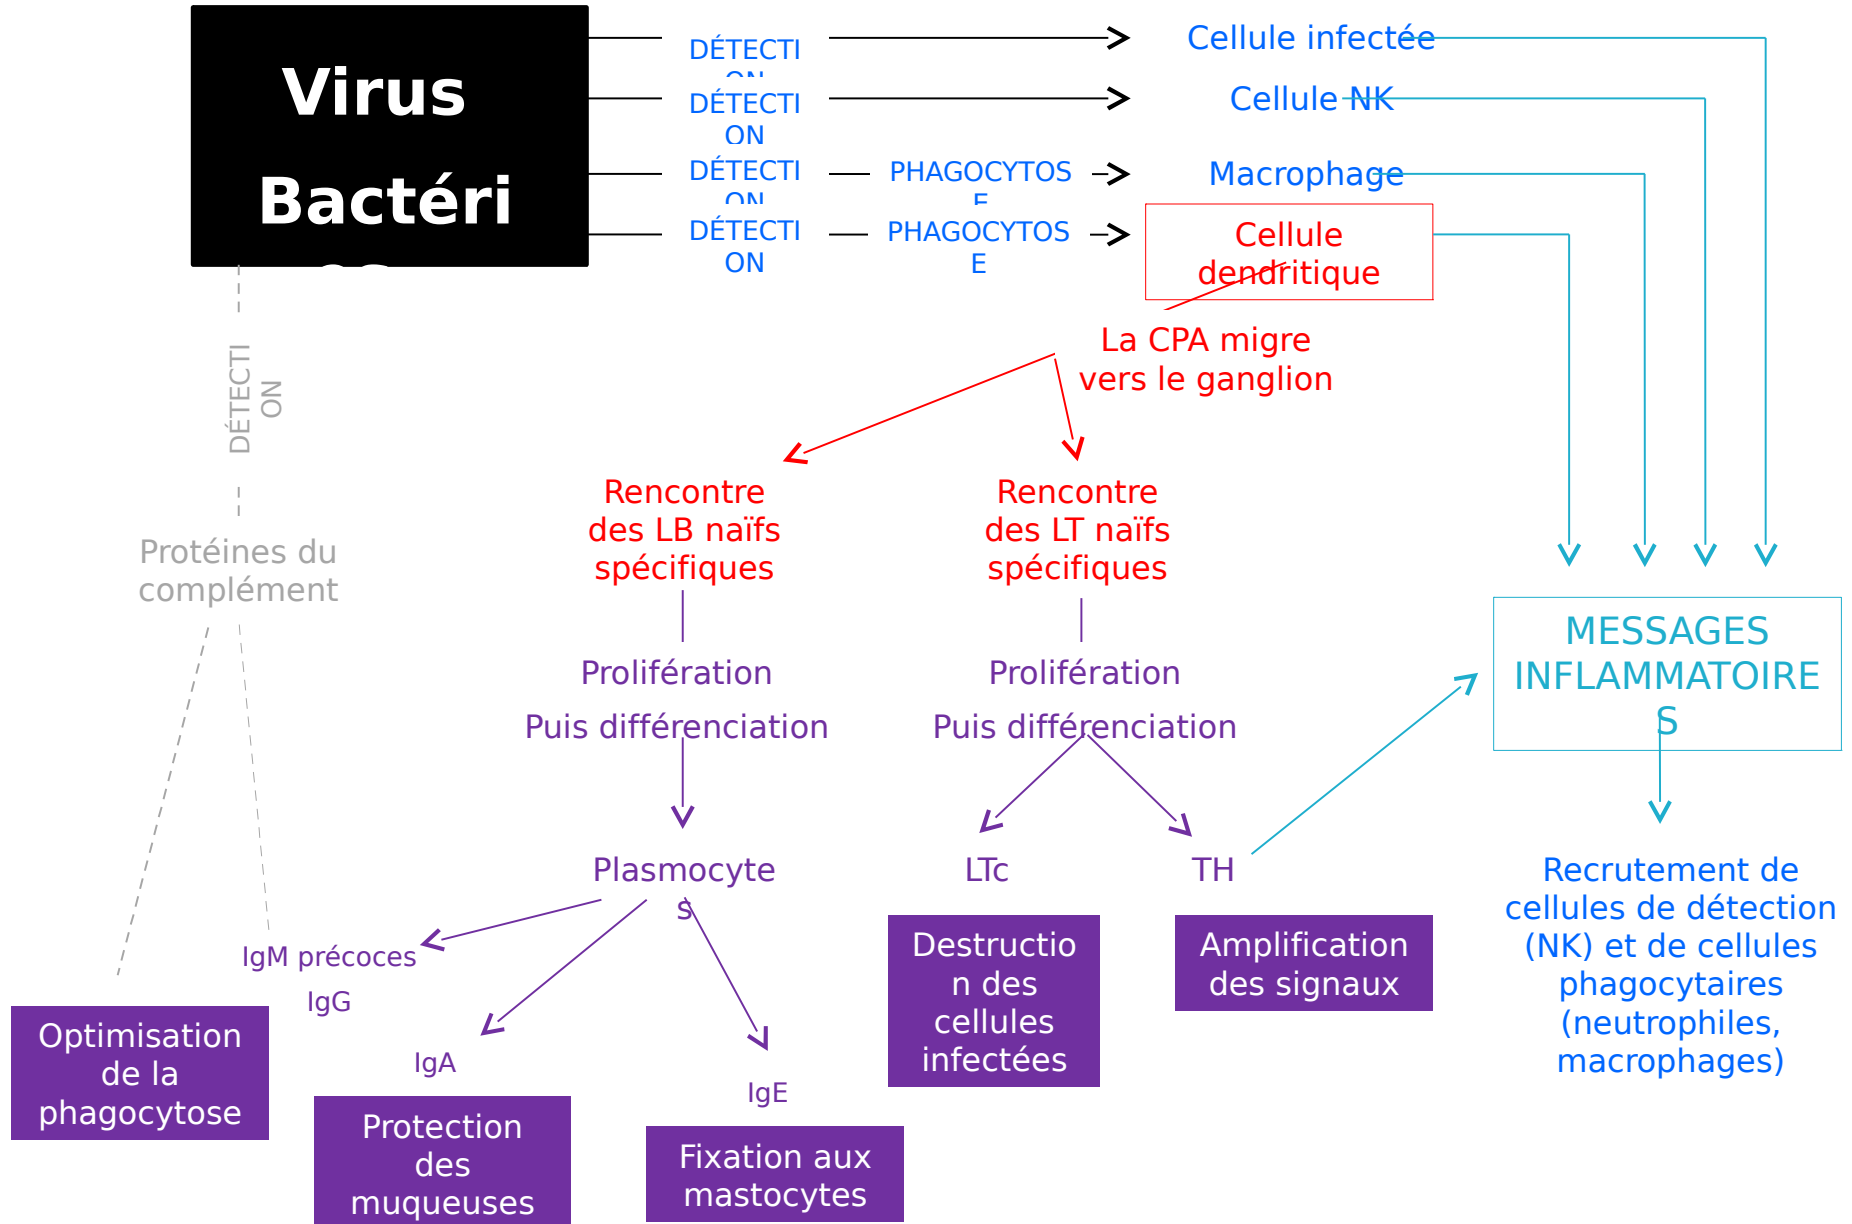 Virus
Bactéri
DÉTECTI
DÉTECTI
ON
DÉTECTI
DÉTECTI
ON
PHAGOCYTOS
PHAGOCYTOS
E
Cellule infectée
Cellule NK
Macrophage
Cellule
dendritique
La CPA migre
vers le ganglion
DÉTECTI
ON
Protéines du
complément
Rencontre
des LB naïfs
spécifiques
Rencontre
des LT naïfs
spécifiques
Prolifération
Puis différenciation
Prolifération
Puis différenciation
MESSAGES
INFLAMMATOIRE
S
Plasmocyte
s
LTc
TH
Recrutement de
cellules de détection
(NK) et de cellules
phagocytaires
(neutrophiles,
macrophages)
IgM précoces
IgG
IgA
IgE
Destructio
n des
cellules
infectées
Amplification
des signaux
Optimisation
de la
phagocytose
Protection
des
muqueuses
Fixation aux
mastocytes